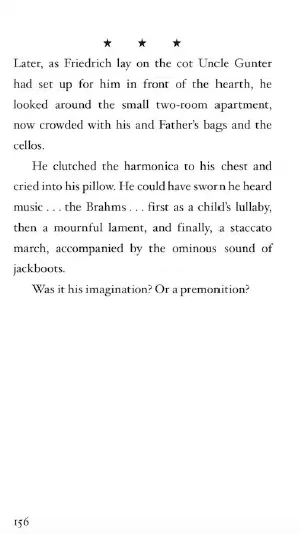 ★ ★ ★
Later, as Friedrich lay on the cot Uncle Gunter
had set up for him in front of the hearth, he
looked around the small two-room apartment,
now crowded with his and Father's bags and the
cellos.
He clutched the harmonica to his chest and
cried into his pillow. He could have sworn he heard
music . . . the Brahms . . . first as a child's lullaby,
then a mournful lament, and finally, a staccato
march, accompanied by the ominous sound of
jackboots.
Was it his imagination? Or a premonition?
156